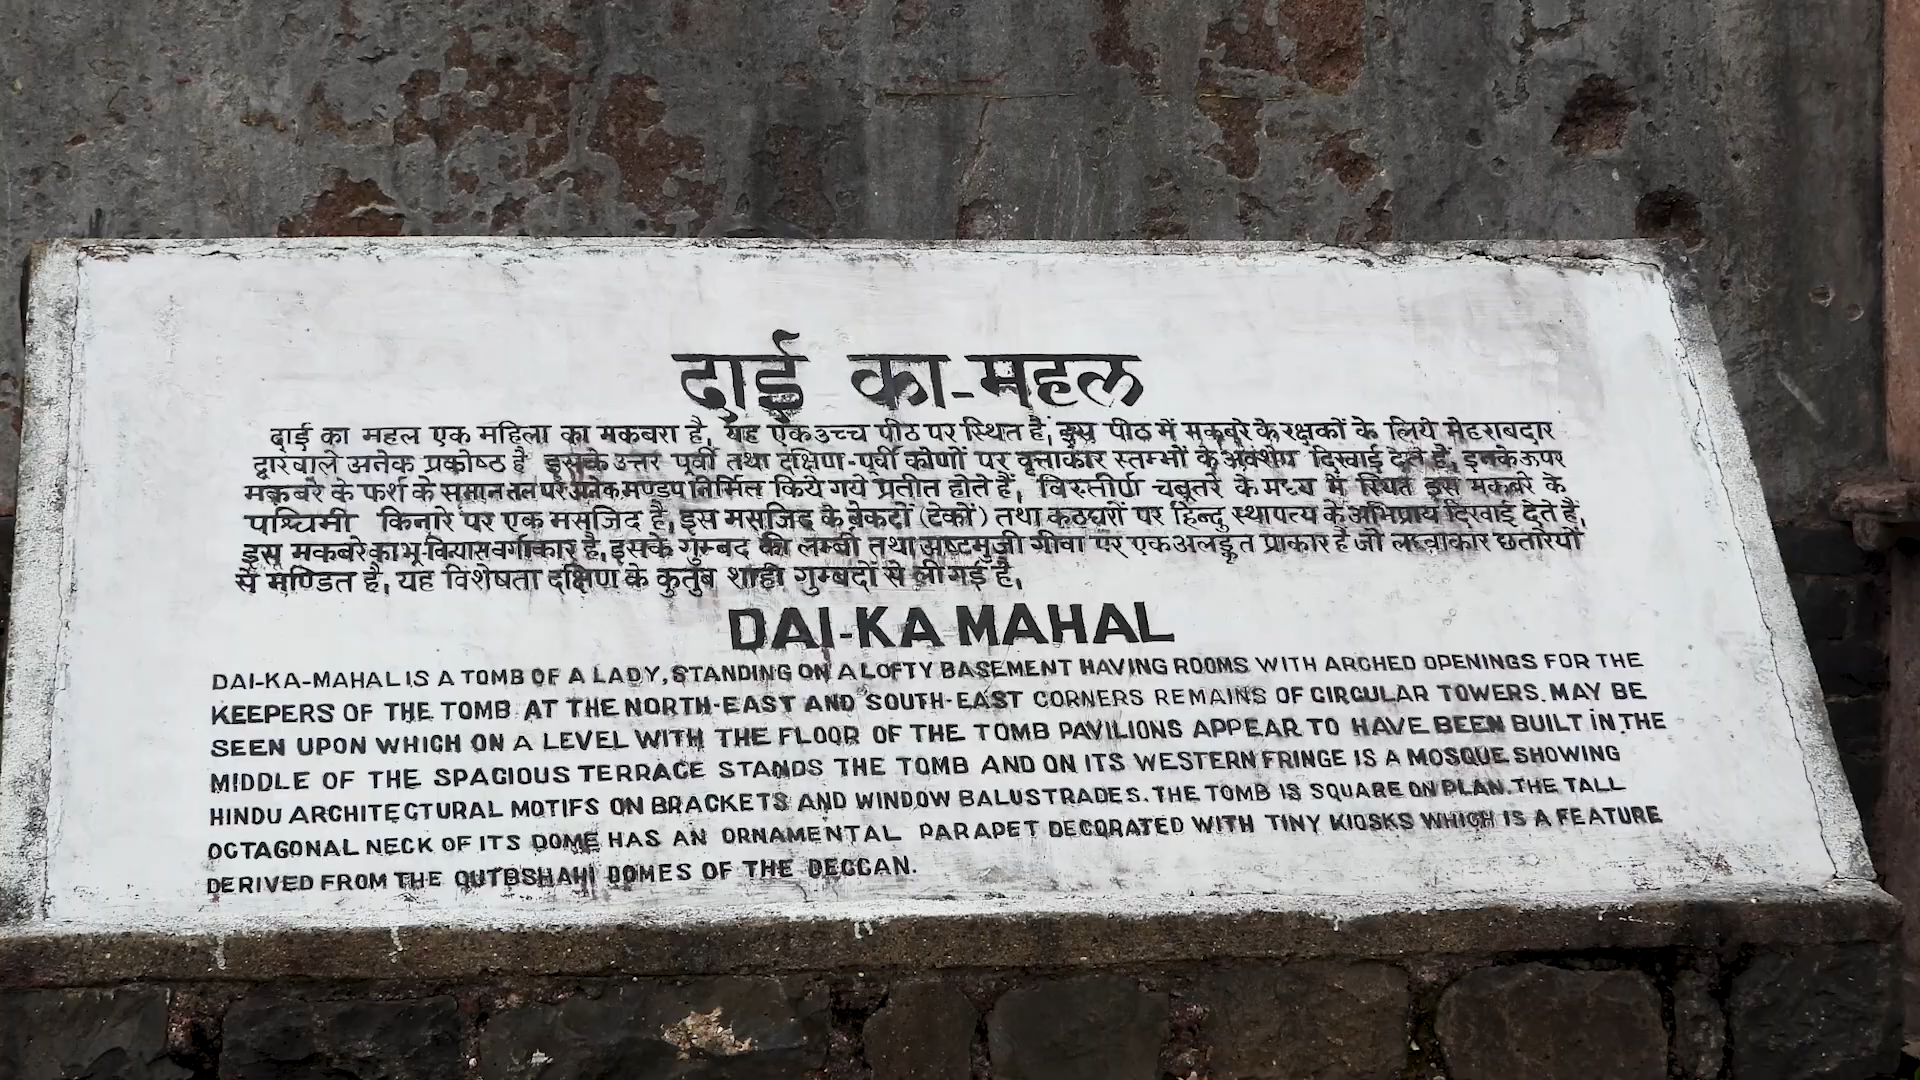 दाई का-महल
दाई का महल एक महिला का मकबरा है, यह ऐक उच्च पीठ पर स्थित है, इस पीठ में मकबूरे के रक्षकों के लिये मेहराबदार
द्वार वाले अनेक प्रकोष्ठ है इसके उत्तर पूर्वी तथा दक्षिण-पूर्वी कोणों पर वृत्ताकार स्तम्भों के अवशेष दिखाई देते है, इनके ऊपर
मकबरे के फर्श के समान तल पर अनेक मण्डप निर्मित किये गये प्रतीत होते हैं, विस्तीर्ण चबूतरे के मध्य में स्थित इस मकबरे के
पश्चिमी किनारे पर एक मसजिद है, इस मसजिद के ब्रेकटों (टेकों) तथा कठघरों पर हिन्दु स्थापत्य के अभिप्राय दिखाई देते है,
इस मकबरे का भू-विन्यास वर्गाकार है, इसके गुम्बद की लम्बी तथा अष्टभुजी ग्रीवा पर एक अलङ्कृत प्राकार है जो लघ्वाकार छतरियों
से मण्डित है, यह विशेषता दक्षिण के कुतुब शाही गुम्बदों से ली गई है,
DAI-KA MAHAL
DAI-KA-MAHAL IS A TOMB OF A LADY, STANDING ON A LOFTY BASEMENT HAVING ROOMS WITH ARCHED OPENINGS FOR THE
KEEPERS OF THE TOMB AT THE NORTH-EAST AND SOUTH-EAST CORNERS REMAINS OF CIRCULAR TOWERS. MAY BE
SEEN UPON WHICH ON A LEVEL WITH THE FLOOR OF THE TOMB PAVILIONS APPEAR TO HAVE BEEN BUILT IN THE
MIDDLE OF THE SPACIOUS TERRACE STANDS THE TOMB AND ON ITS WESTERN FRINGE IS A MOSQUE SHOWING
HINDU ARCHITECTURAL MOTIFS ON BRACKETS AND WINDOW BALUSTRADES. THE TOMB IS SQUARE ON PLAN. THE TALL
OCTAGONAL NECK OF ITS DOME HAS AN ORNAMENTAL PARAPET DECORATED WITH TINY KIOSKS WHICH IS A FEATURE
DERIVED FROM THE QUTBSHAHI DOMES OF THE DECCAN.